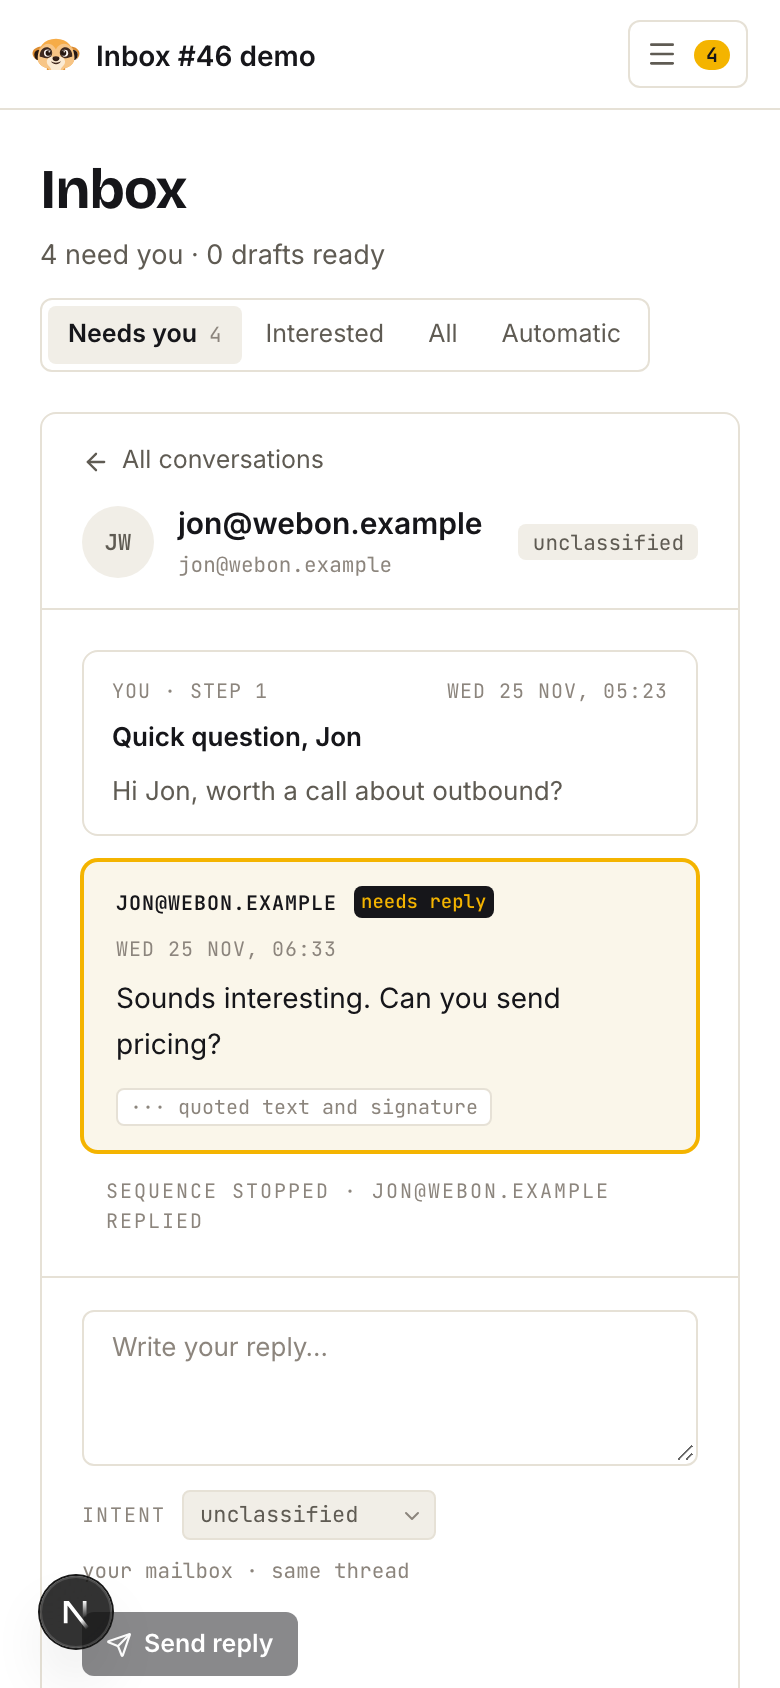 Inbox #46 demo
4
Inbox
4 need you · 0 drafts ready
Needs you 4 Interested All Automatic
← All conversations
JW
jon@webon.example
jon@webon.example
unclassified
YOU · STEP 1 WED 25 NOV, 05:23
Quick question, Jon
Hi Jon, worth a call about outbound?
JON@WEBON.EXAMPLE needs reply
WED 25 NOV, 06:33
Sounds interesting. Can you send
pricing?
··· quoted text and signature
SEQUENCE STOPPED · JON@WEBON.EXAMPLE
REPLIED
Write your reply...
INTENT unclassified
your mailbox · same thread
N
Send reply